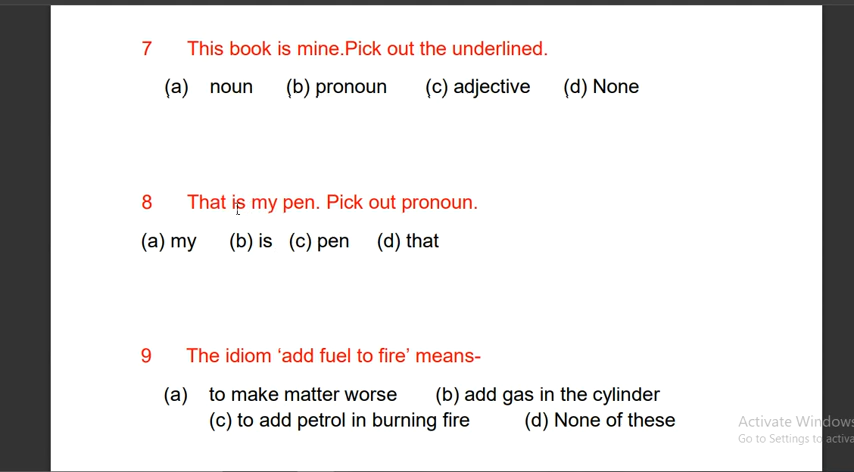 7 This book is mine.Pick out the underlined.
(a) noun (b) pronoun (c) adjective (d) None
8 That is my pen. Pick out pronoun.
(a) my (b) is (c) pen (d) that
9 The idiom ‘add fuel to fire’ means-
(a) to make matter worse (b) add gas in the cylinder
(c) to add petrol in burning fire (d) None of these
Activate Windows
Go to Settings to activa